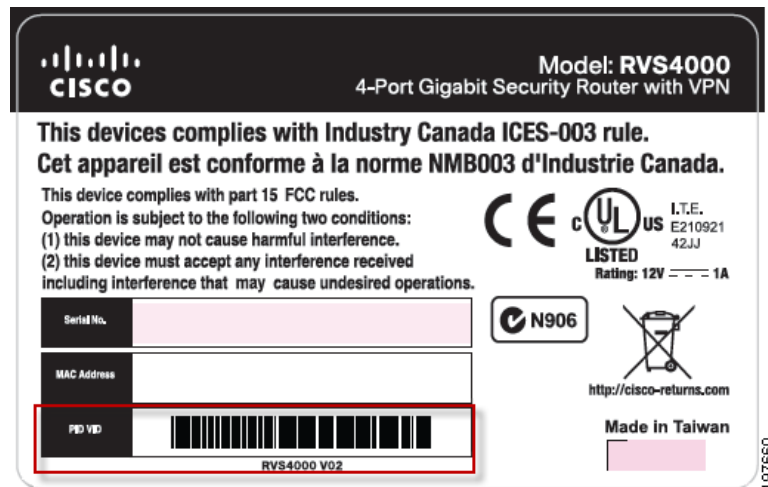 CISCO
Model: RVS4000
4-Port Gigabit Security Router with VPN
This devices complies with Industry Canada ICES-003 rule.
Cet appareil est conforme à la norme NMB003 d'Industrie Canada.
This device complies with part 15 FCC rules.
Operation is subject to the following two conditions:
(1) this device may not cause harmful interference.
(2) this device must accept any interference received
including interference that may cause undesired operations.
CE
C UL US
LISTED
I.T.E.
E210921
42JJ
Rating: 12V 1A
Serial No.
N906
MAC Address
http://cisco-returns.com
PID VID
RVS4000 V02
Made in Taiwan